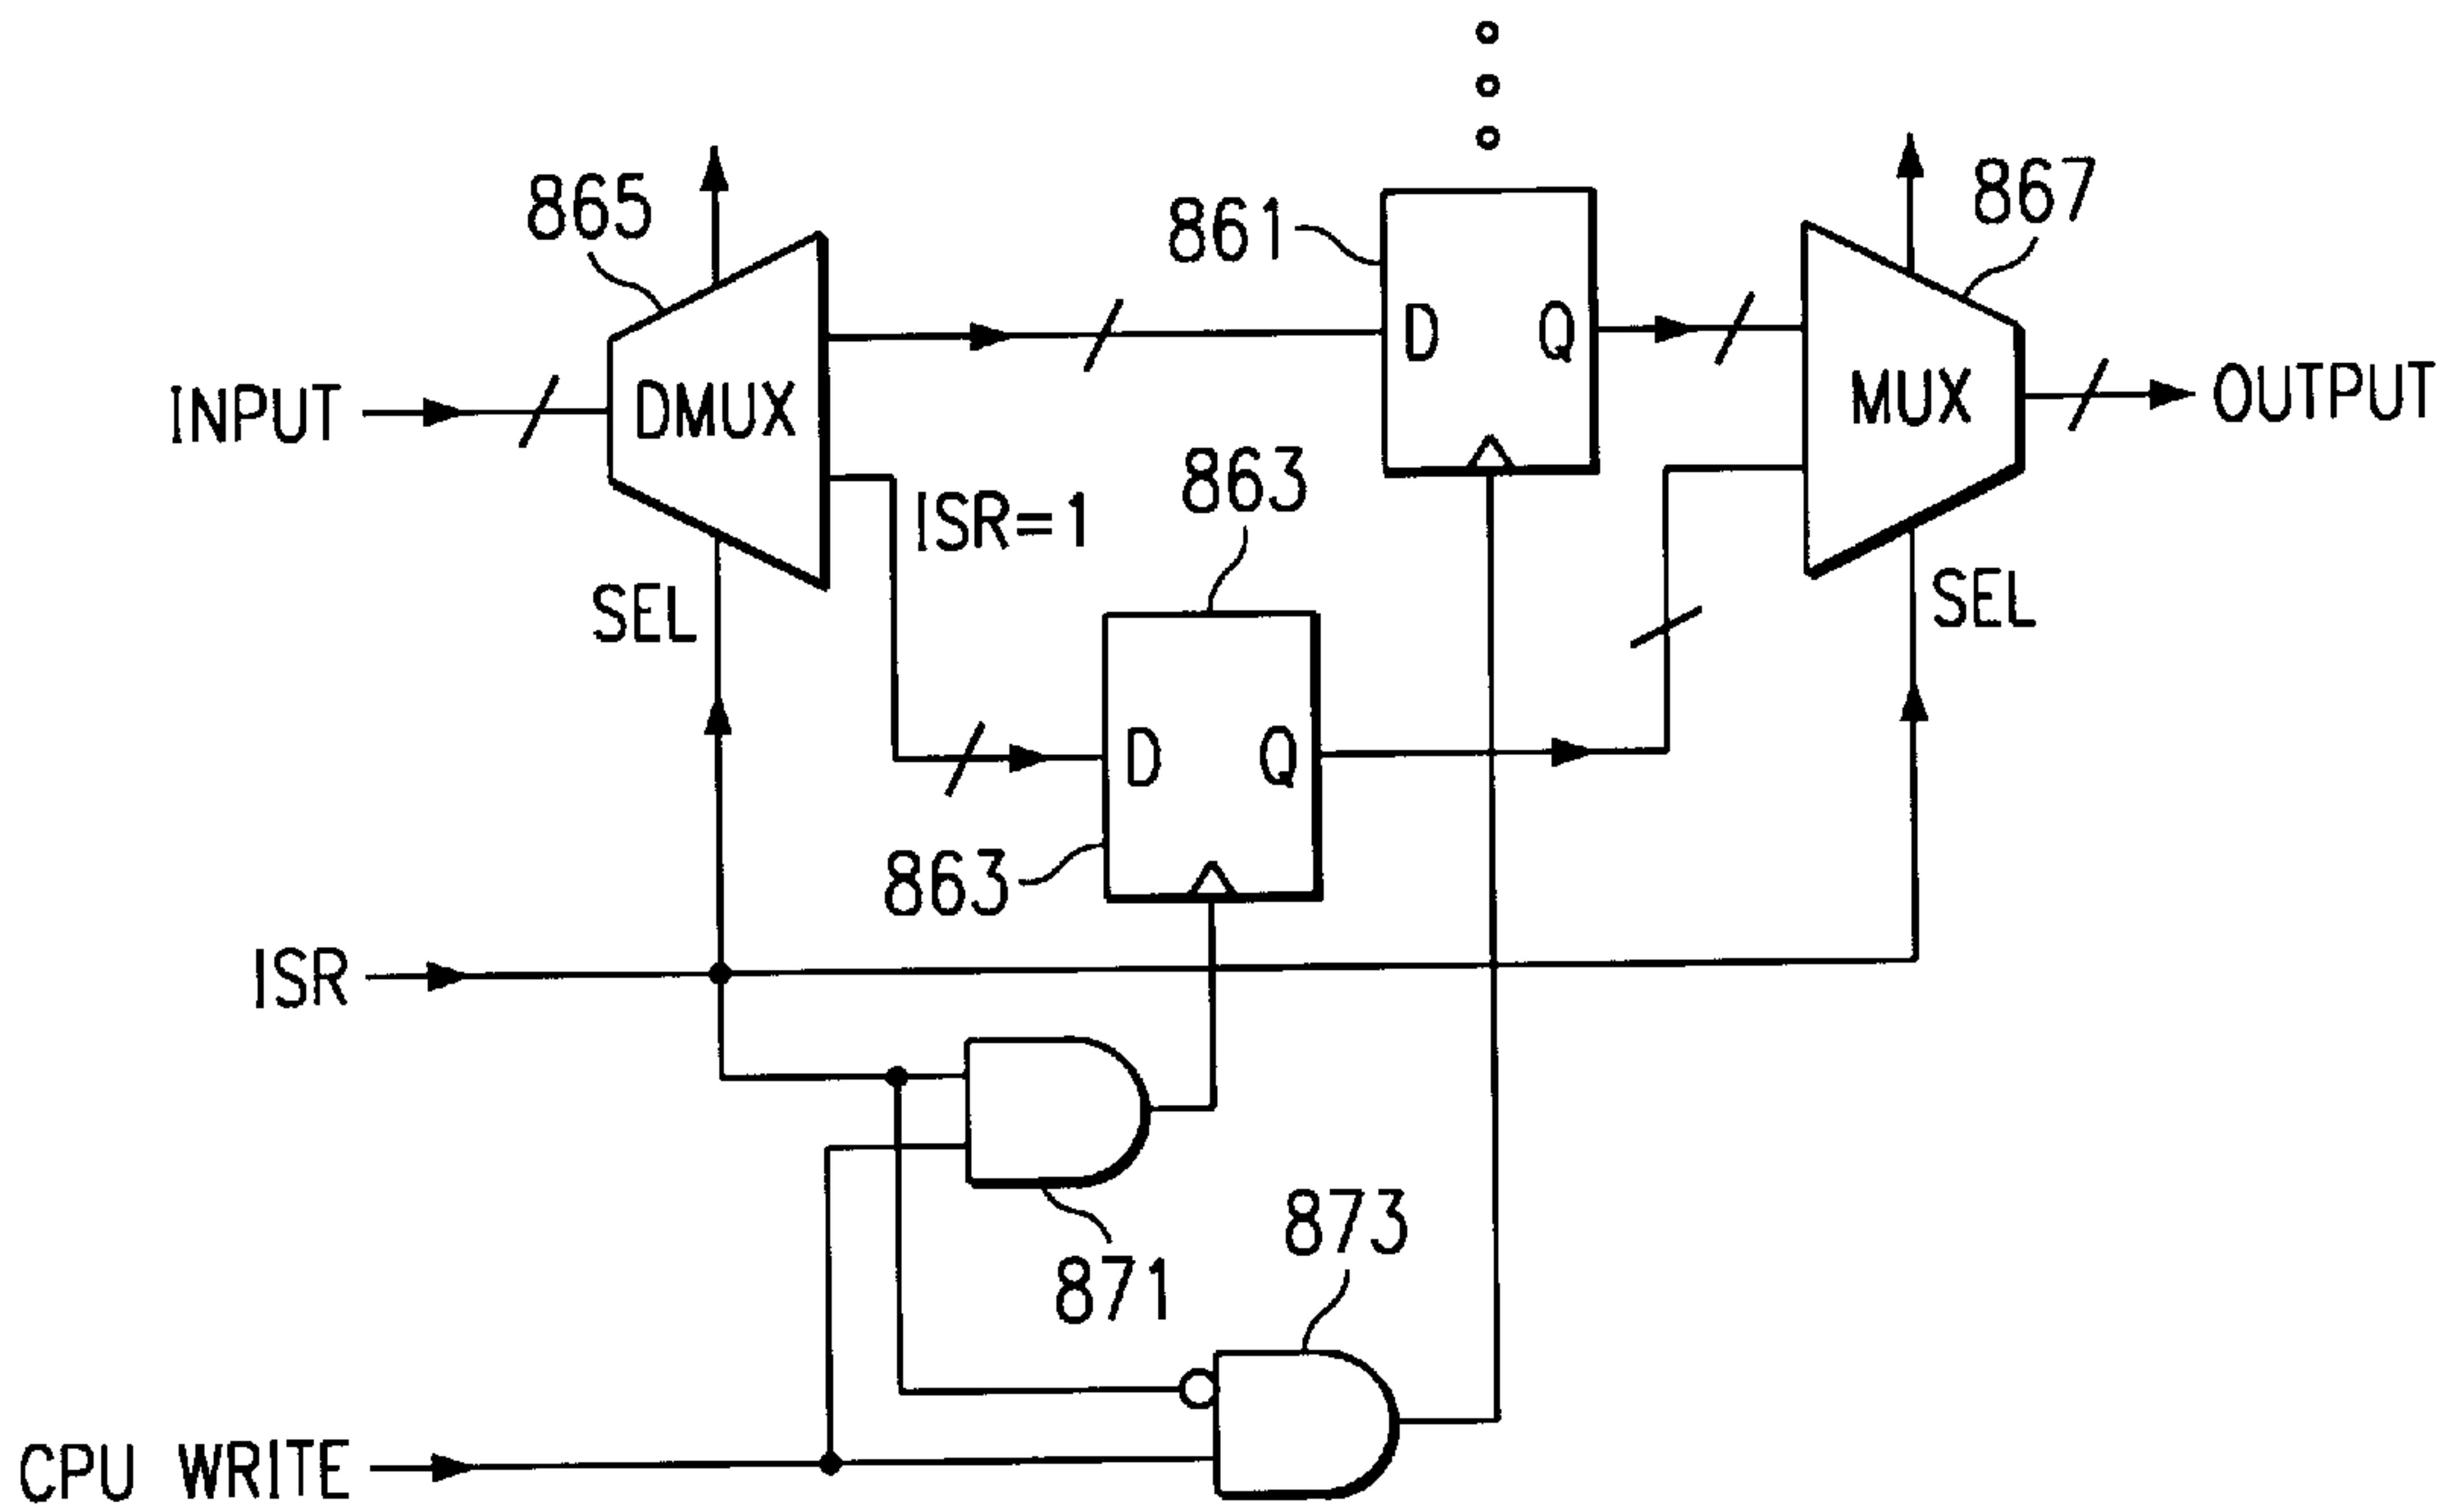 865
867
861
D Q
INPUT
DMUX
MUX
OUTPUT
863
ISR=1
SEL
SEL
D Q
863
ISR
873
871
CPU WRITE